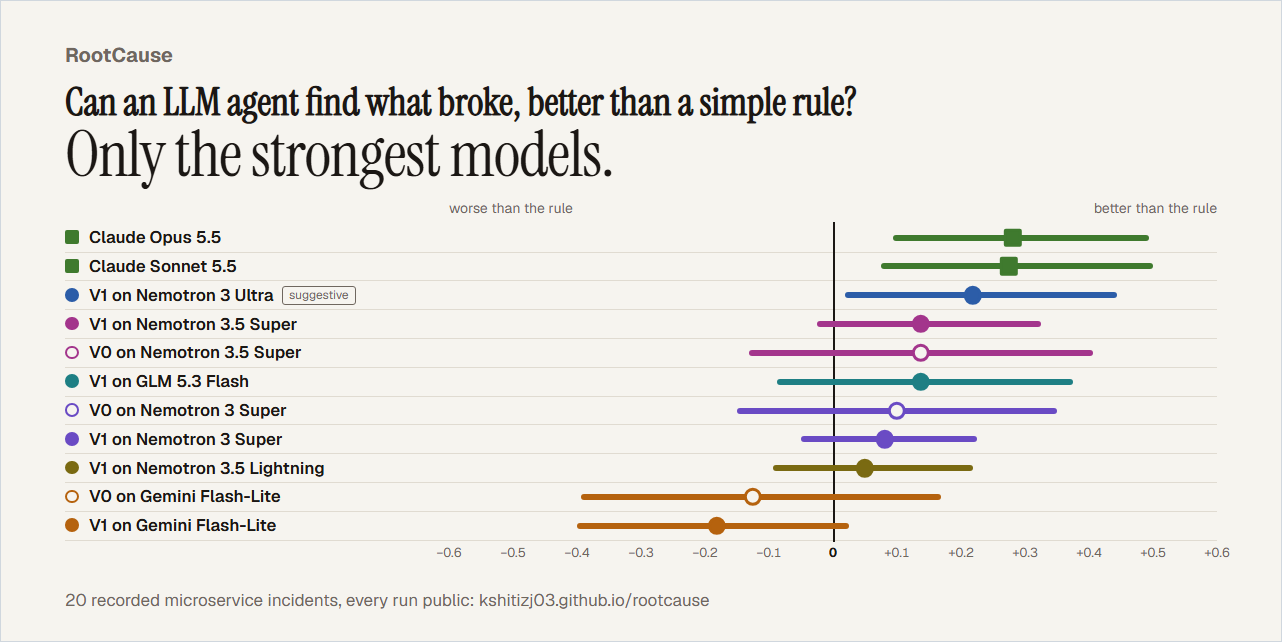 RootCause
Can an LLM agent find what broke, better than a simple rule?
Only the strongest models.
worse than the rule
better than the rule
Claude Opus 5.5
Claude Sonnet 5.5
V1 on Nemotron 3 Ultra suggestive
V1 on Nemotron 3.5 Super
V0 on Nemotron 3.5 Super
V1 on GLM 5.3 Flash
V0 on Nemotron 3 Super
V1 on Nemotron 3 Super
V1 on Nemotron 3.5 Lightning
V0 on Gemini Flash-Lite
V1 on Gemini Flash-Lite
−0.6 −0.5 −0.4 −0.3 −0.2 −0.1 0 +0.1 +0.2 +0.3 +0.4 +0.5 +0.6
20 recorded microservice incidents, every run public: kshitizj03.github.io/rootcause